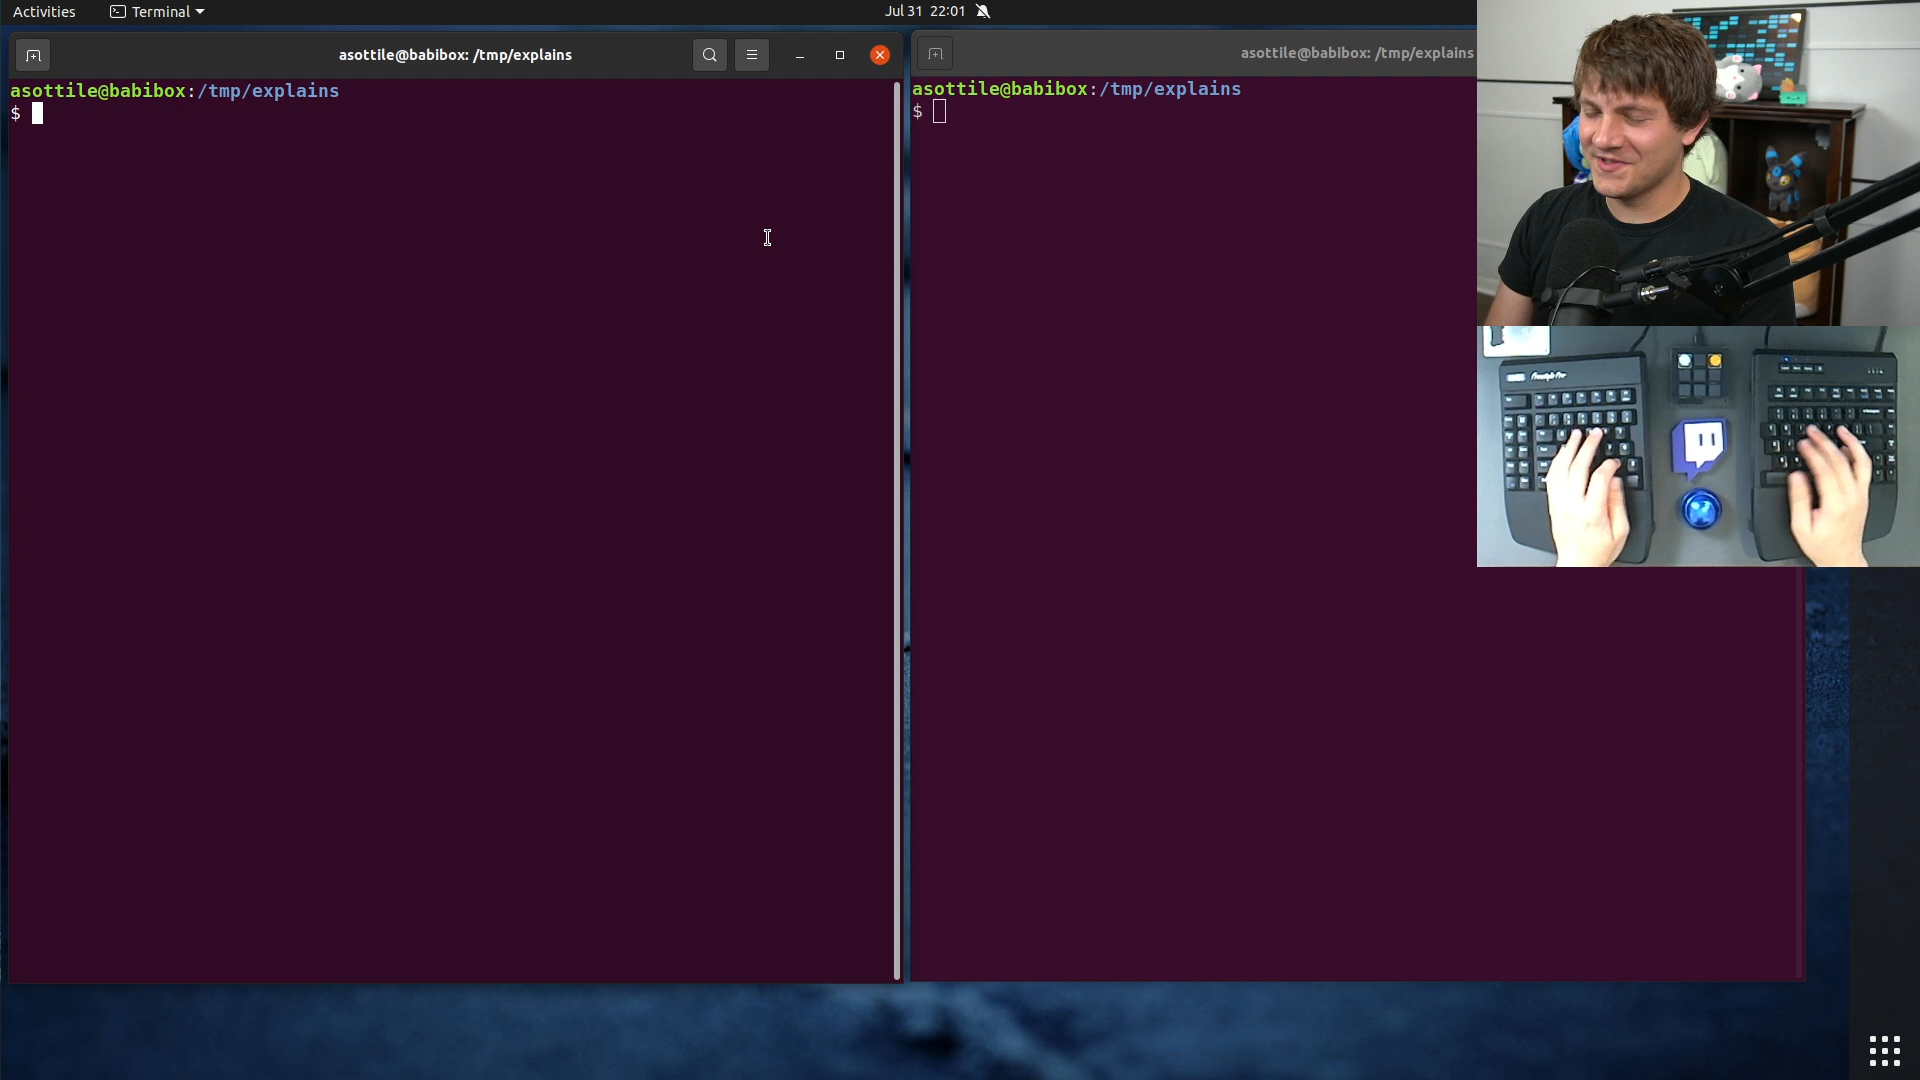 Activities
Terminal
Jul 31 22:01
asottile@babibox: /tmp/explains
asottile@babibox:/tmp/explains
$
asottile@babibox: /tmp/explains
asottile@babibox:/tmp/explains
$